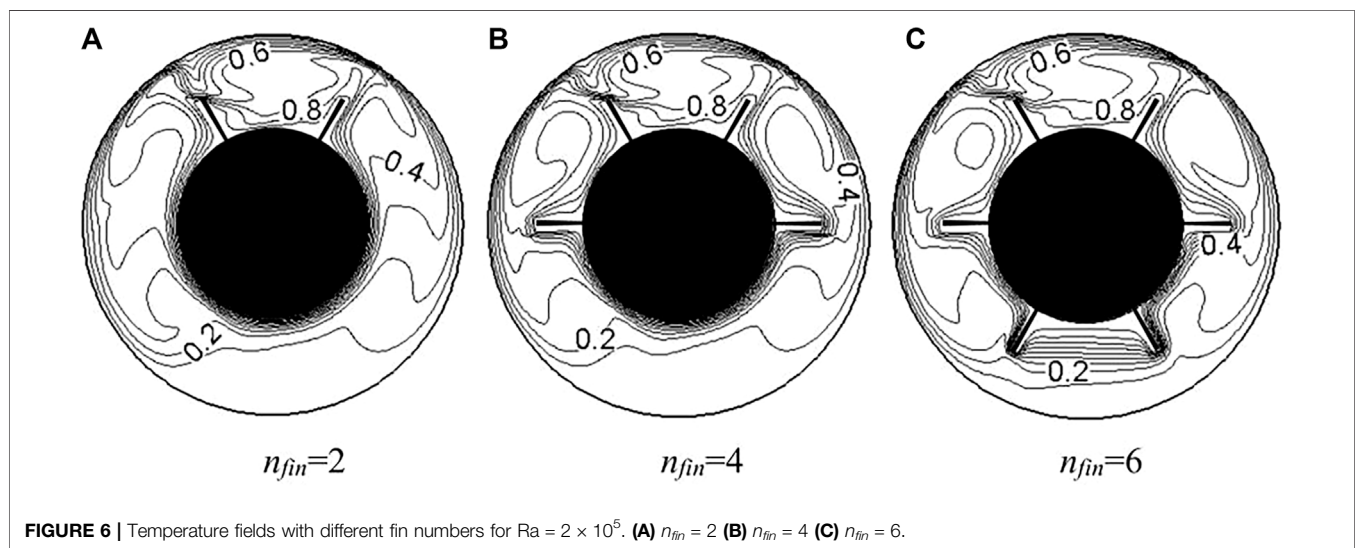 A
0.6
0.8
0.4
0.2
n_fin=2
B
0.6
0.8
0.4
0.2
n_fin=4
C
0.6
0.8
0.4
0.2
n_fin=6
FIGURE 6 | Temperature fields with different fin numbers for Ra = 2 × 10⁵. (A) n_fin = 2 (B) n_fin = 4 (C) n_fin = 6.